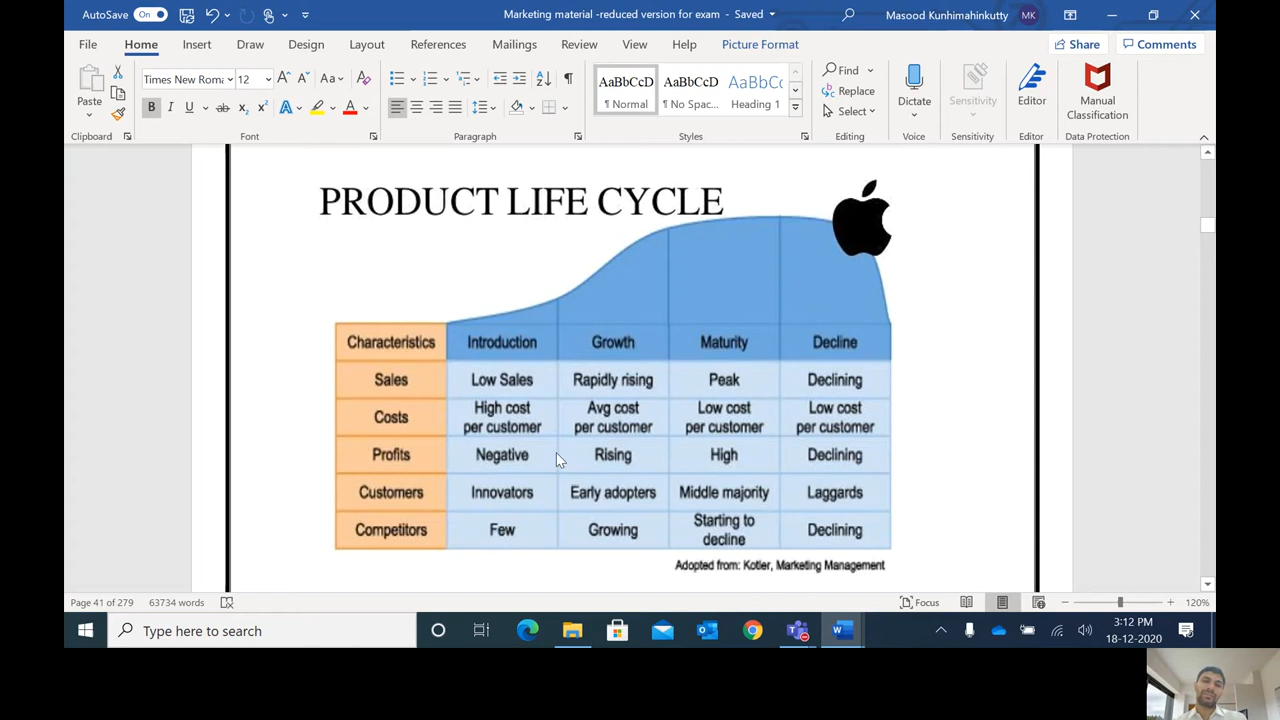 AutoSave On
Marketing material -reduced version for exam - Saved
Masood Kunhimahinkutty MK
File Home Insert Draw Design Layout References Mailings Review View Help Picture Format
Share Comments
Paste
Times New Roma 12
Aa
B I U ab x₂ x² A A
AaBbCcD AaBbCcD AaBbCc
¶ Normal ¶ No Spac... Heading 1
Find
Replace
Select
Dictate
Sensitivity
Editor
Manual
Classification
Clipboard Font Paragraph Styles Editing Voice Sensitivity Editor Data Protection
PRODUCT LIFE CYCLE
Characteristics Introduction Growth Maturity Decline
Sales Low Sales Rapidly rising Peak Declining
Costs High cost per customer Avg cost per customer Low cost per customer Low cost per customer
Profits Negative Rising High Declining
Customers Innovators Early adopters Middle majority Laggards
Competitors Few Growing Starting to decline Declining
Adopted from: Kotler, Marketing Management
Page 41 of 279 63734 words
Focus
120%
Type here to search
3:12 PM
18-12-2020